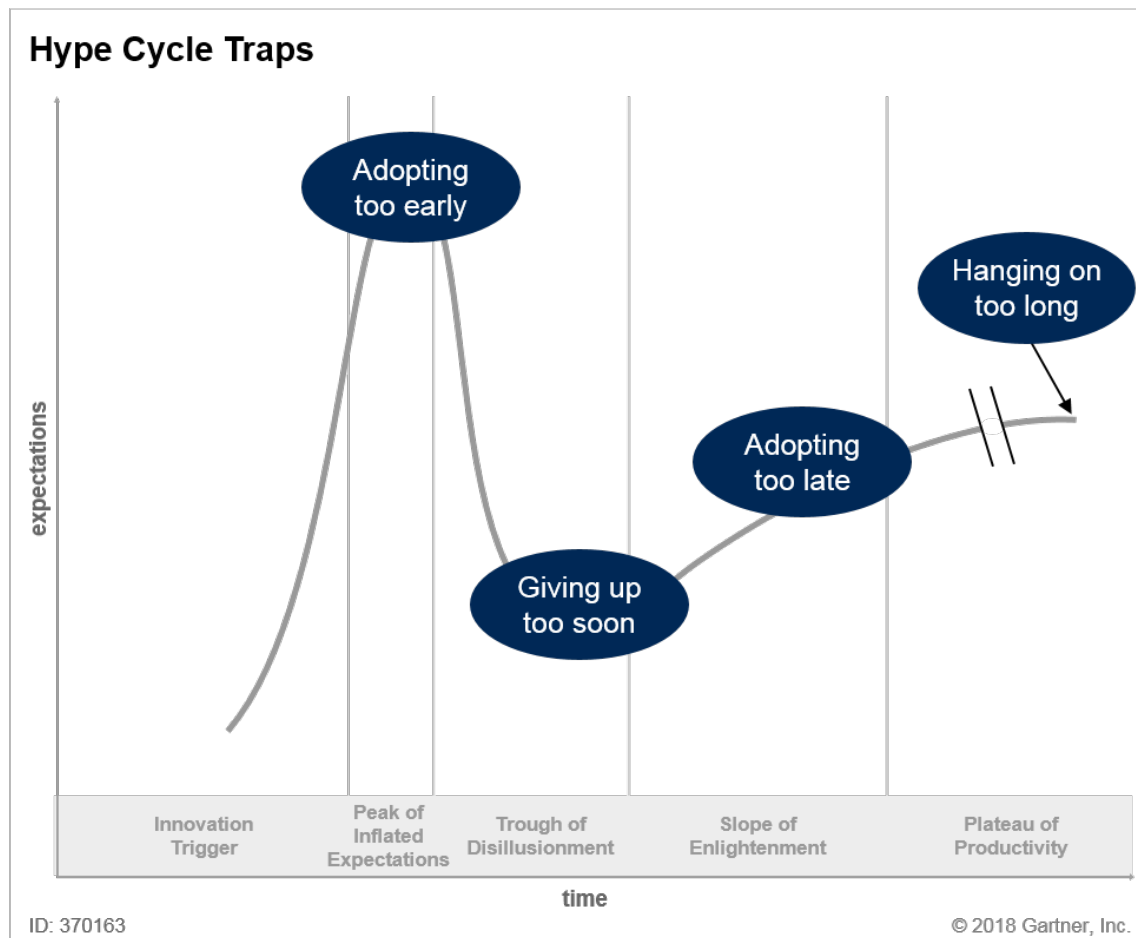 Hype Cycle Traps
Adopting
too early
Hanging on
too long
Adopting
too late
Giving up
too soon
expectations
Innovation
Trigger
Peak of
Inflated
Expectations
Trough of
Disillusionment
Slope of
Enlightenment
Plateau of
Productivity
time
ID: 370163
© 2018 Gartner, Inc.